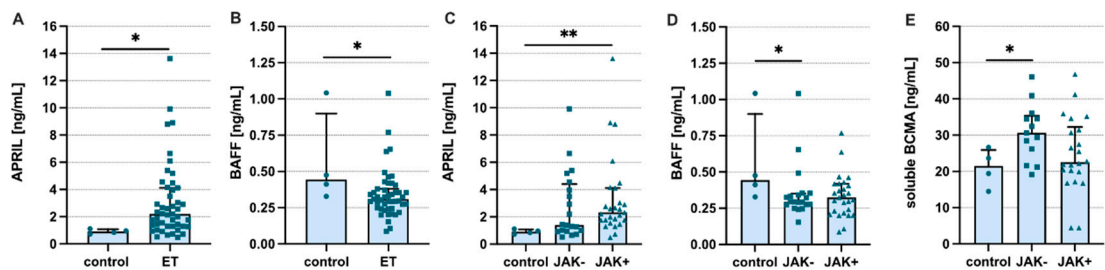 A
APRIL [ng/mL]
16
14
12
10
8
6
4
2
0
*
control
ET
B
BAFF [ng/mL]
1.50
1.25
1.00
0.75
0.50
0.25
0.00
*
control
ET
C
APRIL [ng/mL]
16
14
12
10
8
6
4
2
0
**
control JAK- JAK+
D
BAFF [ng/mL]
1.50
1.25
1.00
0.75
0.50
0.25
0.00
*
control JAK- JAK+
E
soluble BCMA [ng/mL]
60
50
40
30
20
10
0
*
control JAK- JAK+